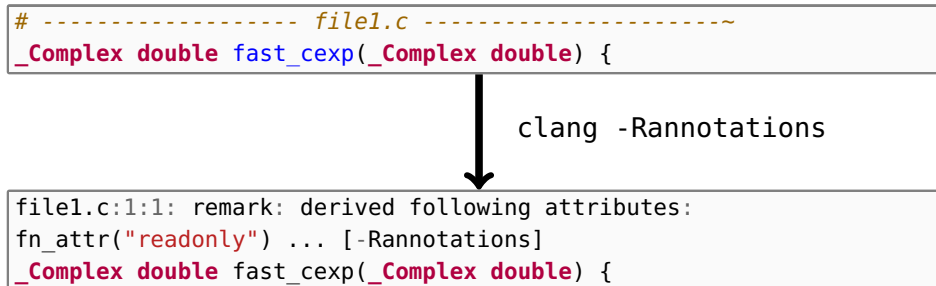 # ------------------- file1.c ----------------------~
_Complex double fast_cexp(_Complex double) {
clang -Rannotations
file1.c:1:1: remark: derived following attributes:
fn_attr("readonly") ... [-Rannotations]
_Complex double fast_cexp(_Complex double) {